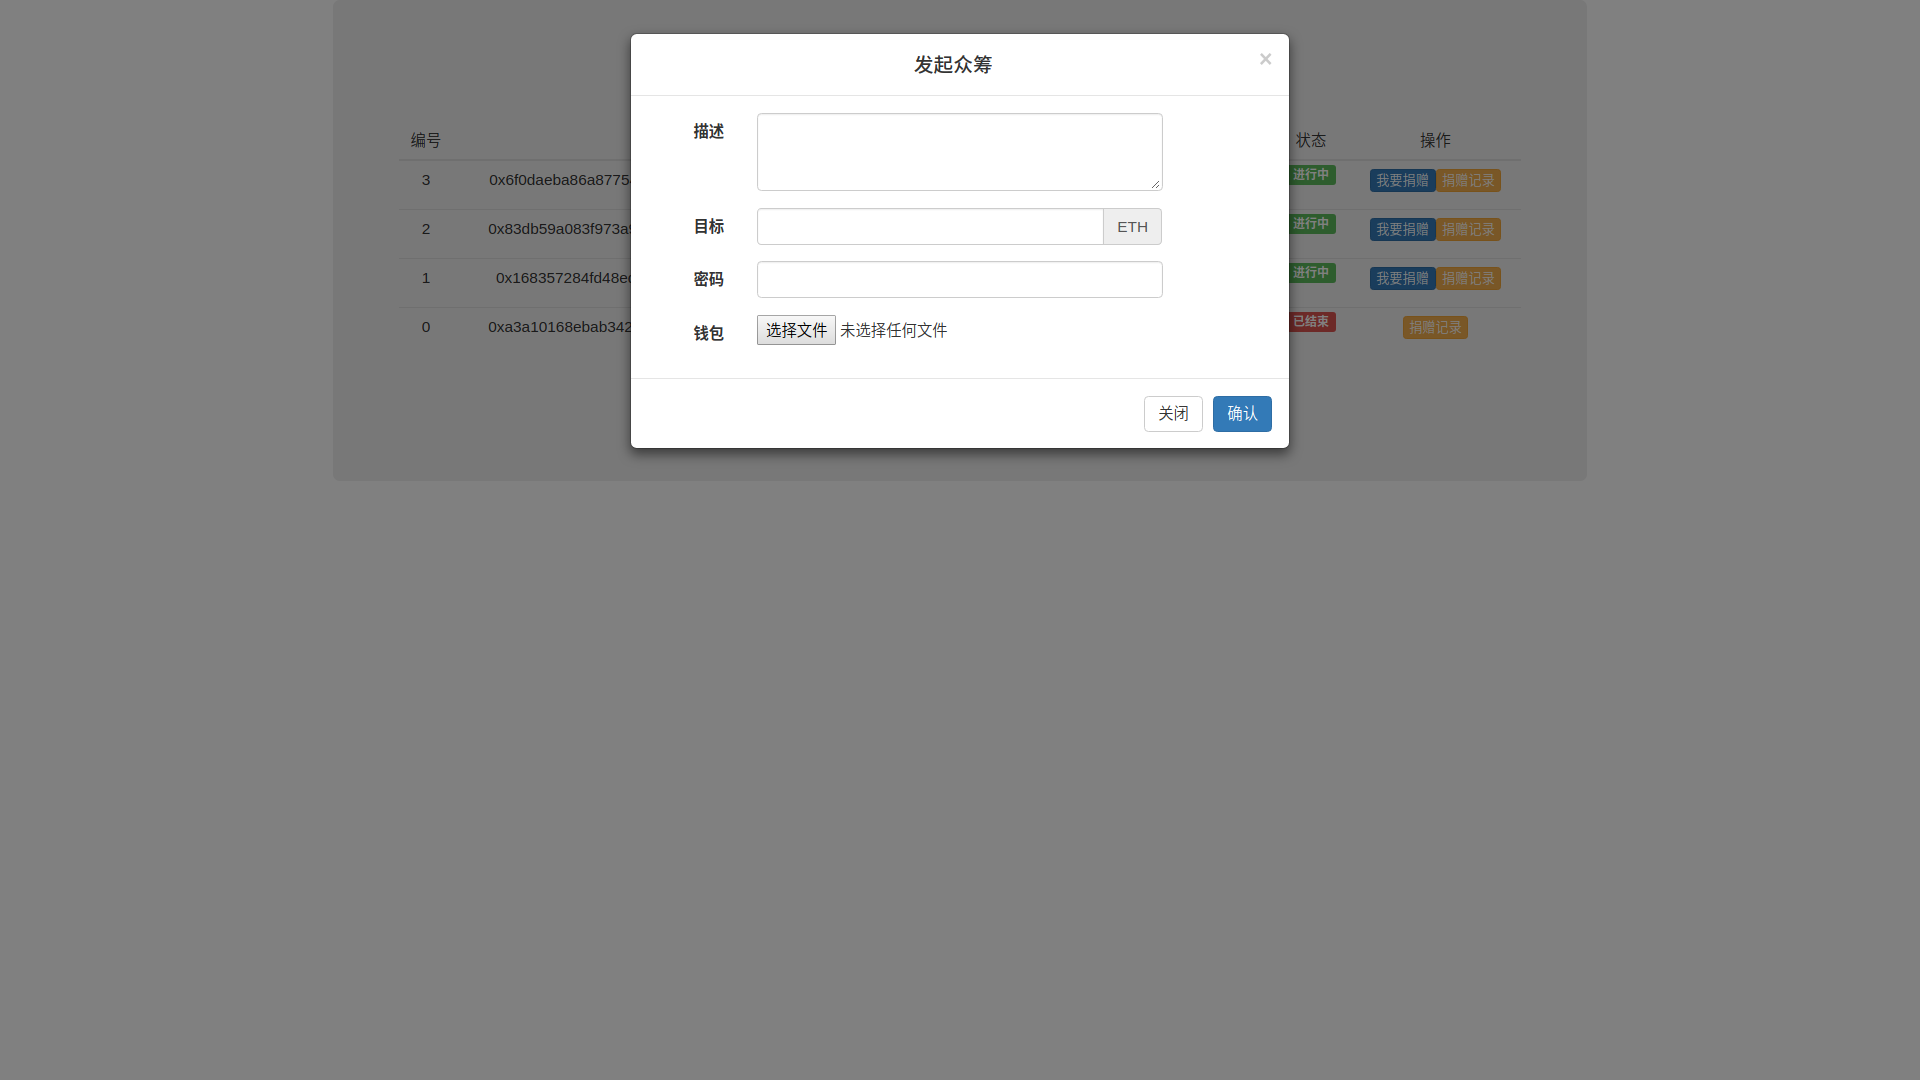 发起众筹
×
描述
目标 ETH
密码
钱包 选择文件 未选择任何文件
关闭 确认
编号 状态 操作
3 0x6f0daeba86a8775 进行中 我要捐赠 捐赠记录
2 0x83db59a083f973a 进行中 我要捐赠 捐赠记录
1 0x168357284fd48e 进行中 我要捐赠 捐赠记录
0 0xa3a10168ebab342 已结束 捐赠记录